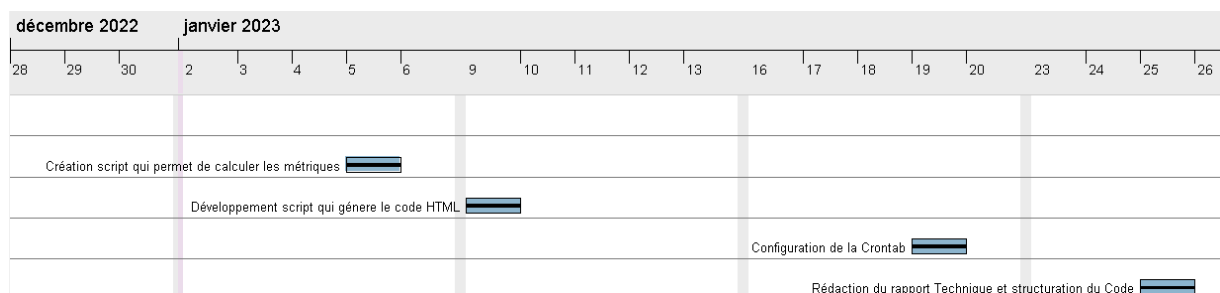 décembre 2022 janvier 2023
28 29 30 2 3 4 5 6 9 10 11 12 13 16 17 18 19 20 23 24 25 26
Création script qui permet de calculer les métriques
Développement script qui génere le code HTML
Configuration de la Crontab
Rédaction du rapport Technique et structuration du Code